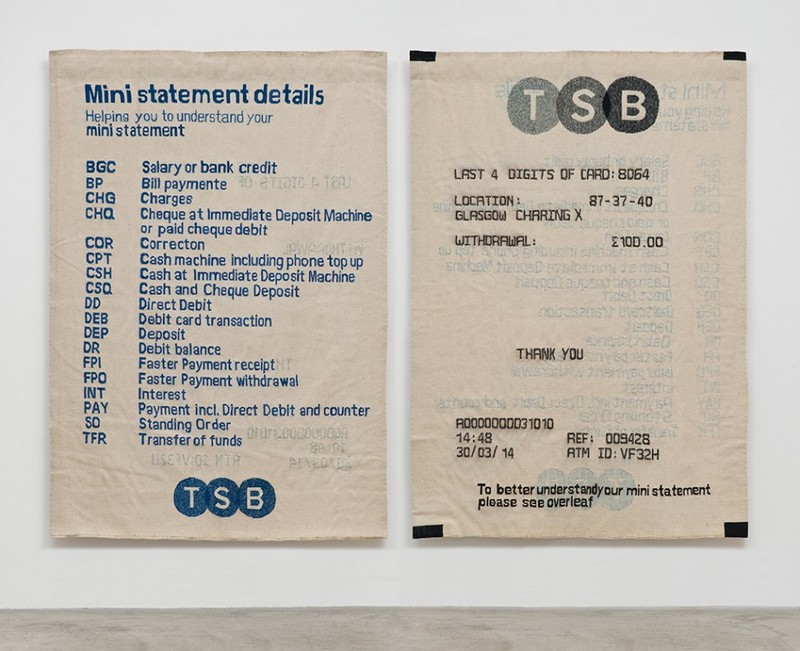 Mini statement details
Helping you to understand your
mini statement
BGC Salary or bank credit
BP Bill paymente
CHG Charges
CHQ Cheque at Immediate Deposit Machine
or paid cheque debit
COR Correcton
CPT Cash machine including phone top up
CSH Cash at Immediate Deposit Machine
CSQ Cash and Cheque Deposit
DD Direct Debit
DEB Debit card transaction
DEP Deposit
DR Debit balance
FPI Faster Payment receipt
FPO Faster Payment withdrawal
INT Interest
PAY Payment incl. Direct Debit and counter
SO Standing Order
TFR Transfer of funds
TSB
TSB
LAST 4 DIGITS OF CARD: 8064
LOCATION: 87-37-40
GLASGOW CHARING X
WITHDRAWAL: £100.00
THANK YOU
A0000000031010
14:48 REF: 009428
30/03/14 ATM ID: VF32H
To better understand your mini statement
please see overleaf